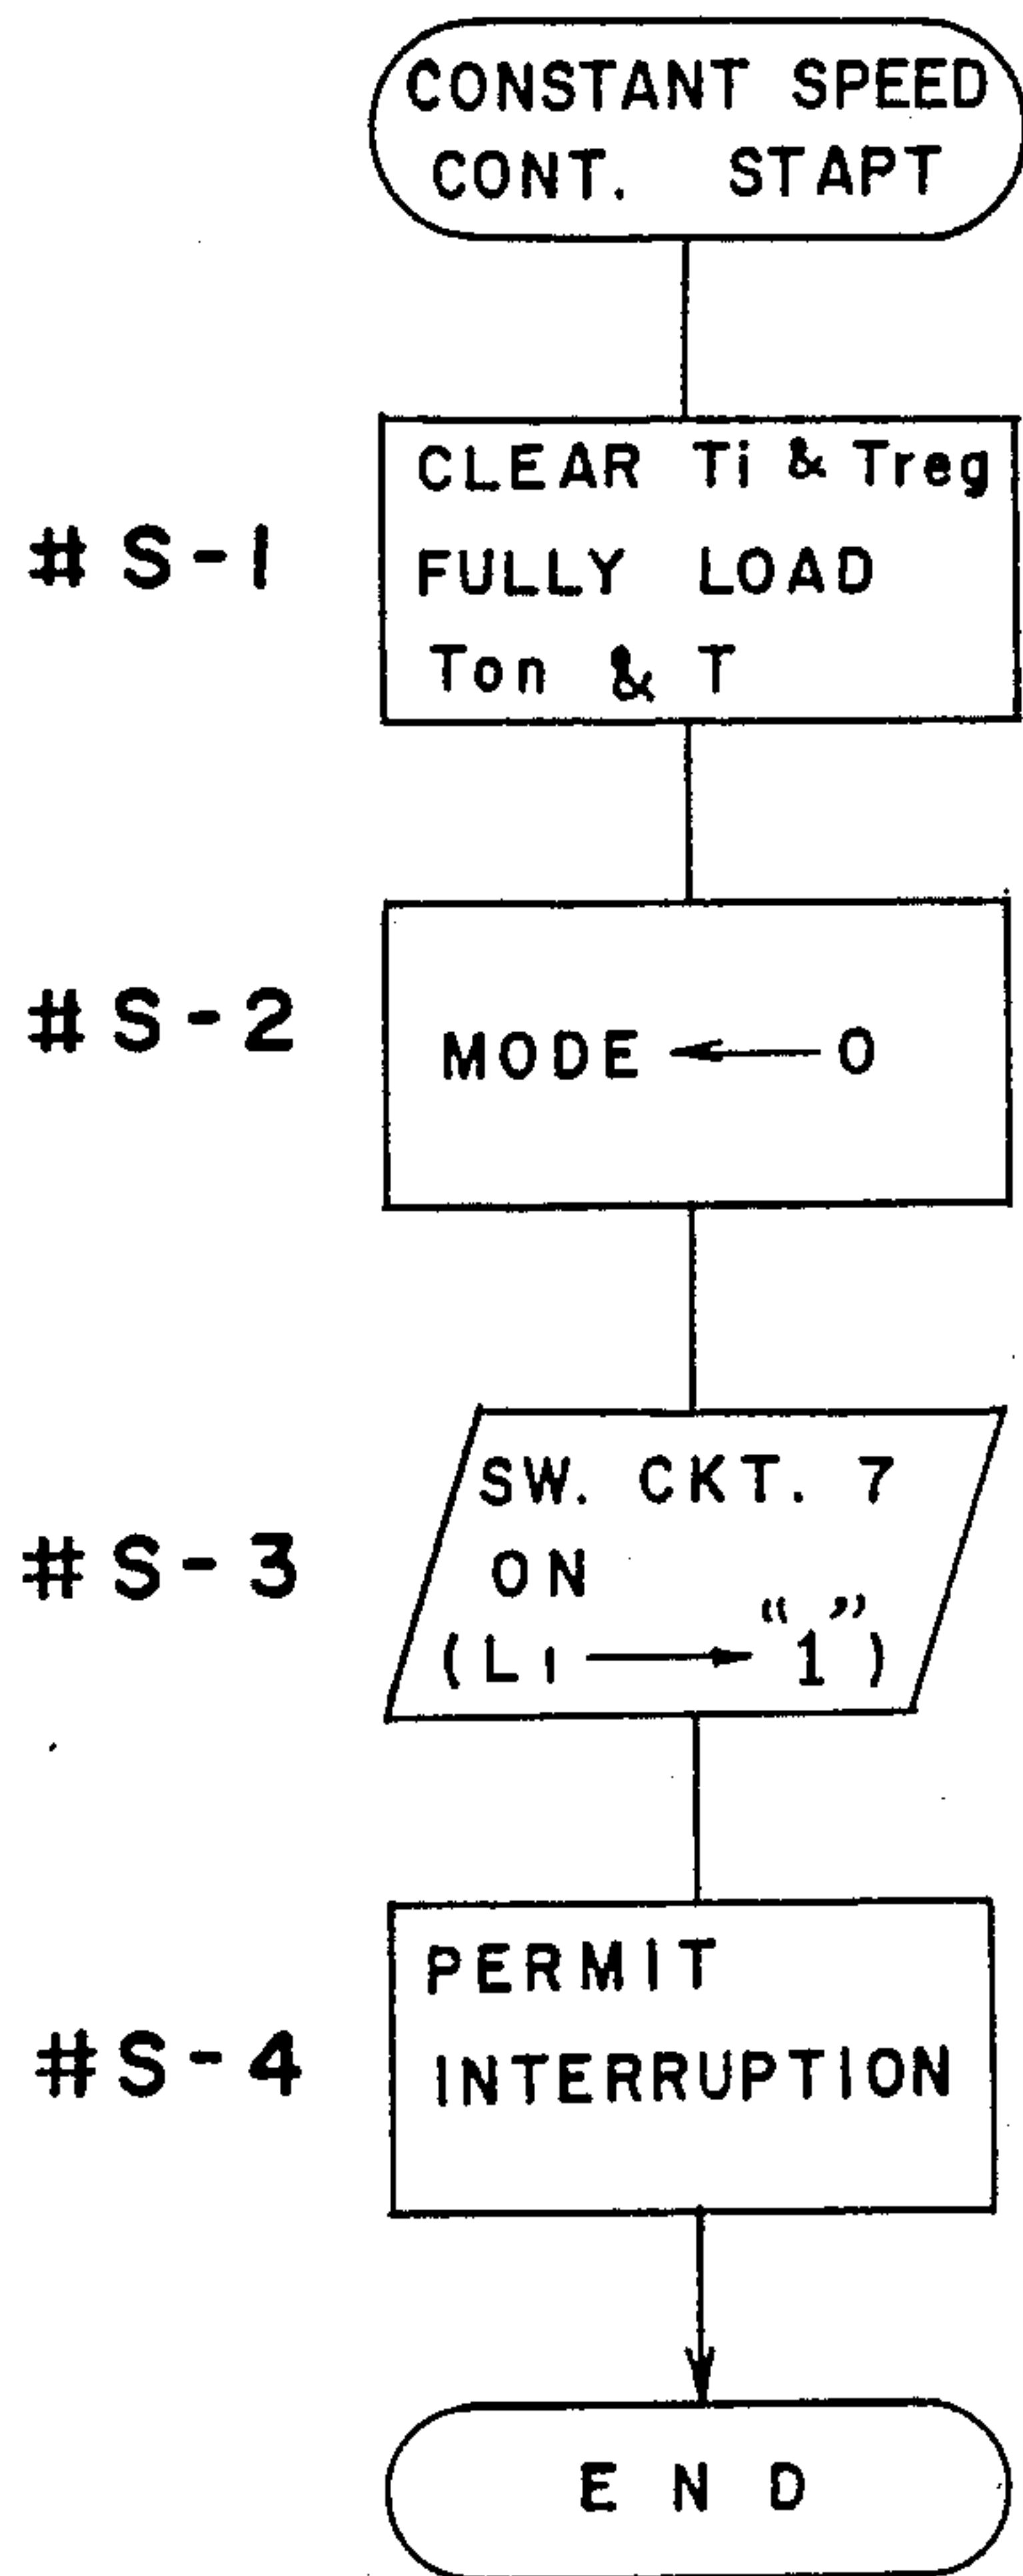 CONSTANT SPEED
CONT. STAPT
CLEAR Ti & Treg
#S-1
FULLY LOAD
Ton & T
#S-2
MODE ← 0
SW. CKT. 7
#S-3
ON
(L1 → "1")
PERMIT
#S-4
INTERRUPTION
END